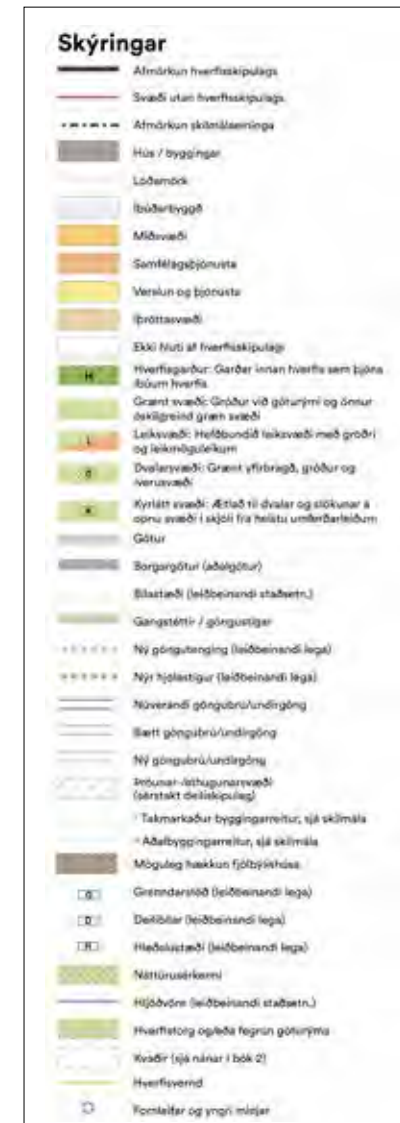 Skýringar
Afmörkun hverfisskipulags
Svæði utan hverfisskipulags
Afmörkun skilmálaeininga
Hús / byggingar
Lóðamörk
Íbúðarbyggð
Miðsvæði
Samfélagsþjónusta
Verslun og þjónusta
Íþróttasvæði
Ekki hluti af hverfisskipulagi
H
Hverfisgarður: Garðar innan hverfis sem þjóna
íbúum hverfis
Grænt svæði: Gróður við göturými og önnur
óskilgreind græn svæði
L
Leiksvæði: Hefðbundið leiksvæði með gróðri
og leikmöguleikum
Dvalarsvæði: Grænt yfirbragð, gróður og
íverusvæði
K
Kyrlátt svæði: Ætlað til dvalar og slökunar á
opnu svæði í skjóli frá helstu umferðarleiðum
Götur
Borgargötur (aðalgötur)
Bílastæði (leiðbeinandi staðsetn.)
Gangstéttir / göngustígar
Ný göngutenging (leiðbeinandi lega)
Nýr hjólastígur (leiðbeinandi lega)
Núverandi göngubrú/undirgöng
Bætt göngubrú/undirgöng
Ný göngubrú/undirgöng
Þróunar-/athugunarsvæði
(sérstakt deiliskipulag)
Takmarkaður byggingarreitur, sjá skilmála
Aðalbyggingarreitur, sjá skilmála
Möguleg hækkun fjölbýlishúsa
G
Grenndarstöð (leiðbeinandi lega)
D
Deilibílar (leiðbeinandi lega)
H
Hleðslustæði (leiðbeinandi lega)
Náttúrusérkenni
Hljóðvörn (leiðbeinandi staðsetn.)
Hverfistorg og/eða fegrun göturýma
Kvaðir (sjá nánar í bók 2)
Hverfisvernd
Fornleifar og yngri minjar